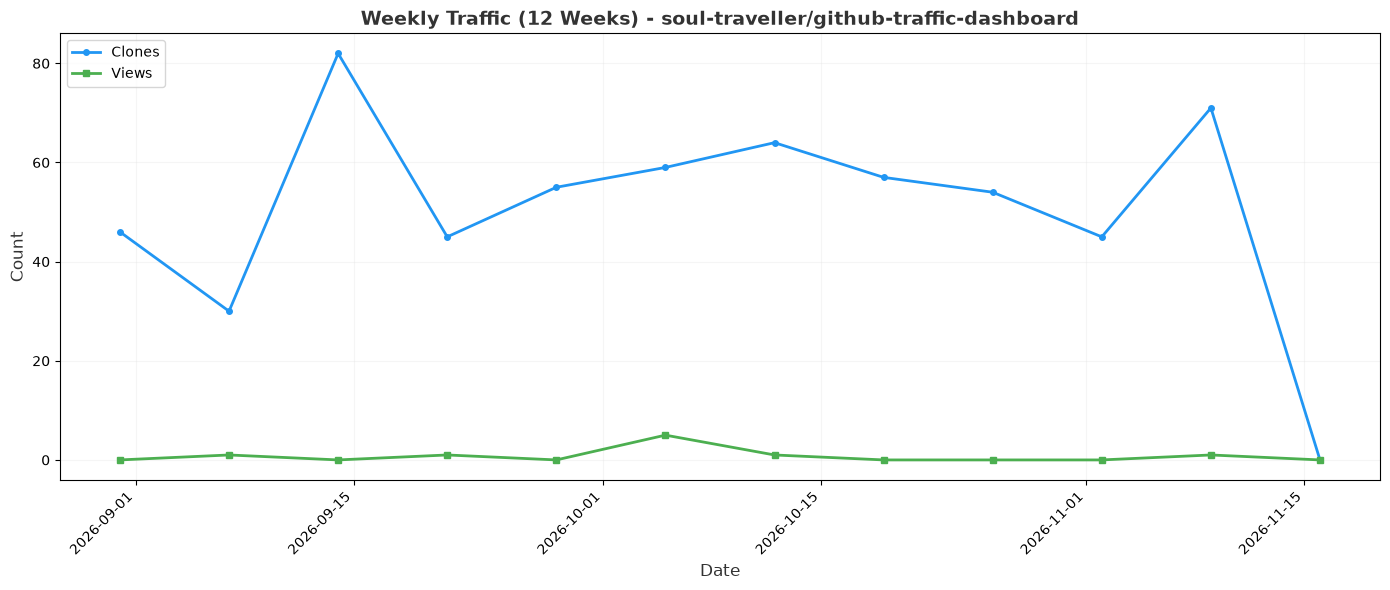 Weekly Traffic (12 Weeks) - soul-traveller/github-traffic-dashboard
Clones
Views
Count
80
60
40
20
0
2026-09-01
2026-09-15
2026-10-01
2026-10-15
2026-11-01
2026-11-15
Date